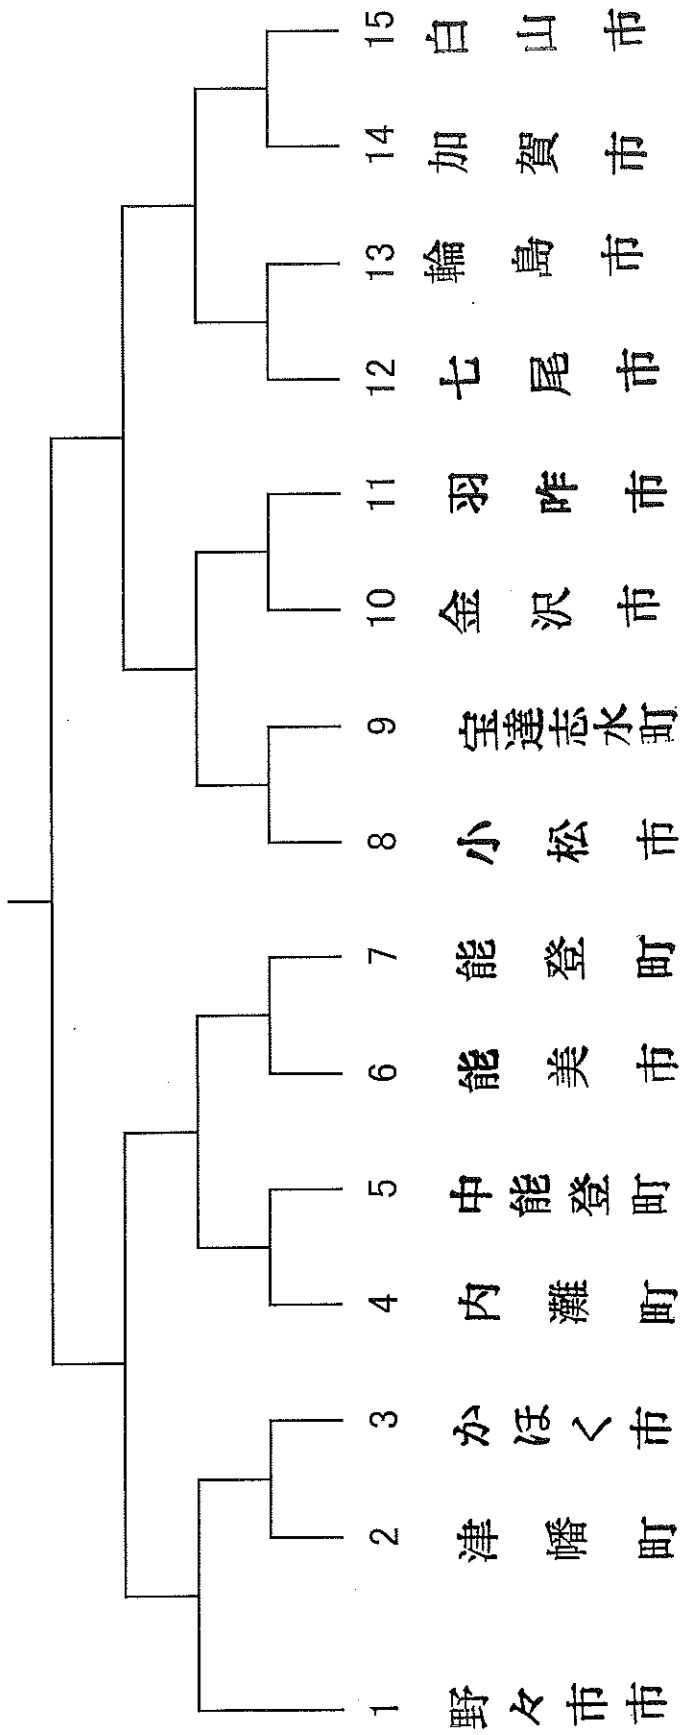 1 野々市市
2 津幡町
3 かほく市
4 内灘町
5 中能登町
6 能美市
7 能登町
8 小松市
9 宝達志水町
10 金沢市
11 羽咋市
12 七尾市
13 輪島市
14 加賀市
15 白山市